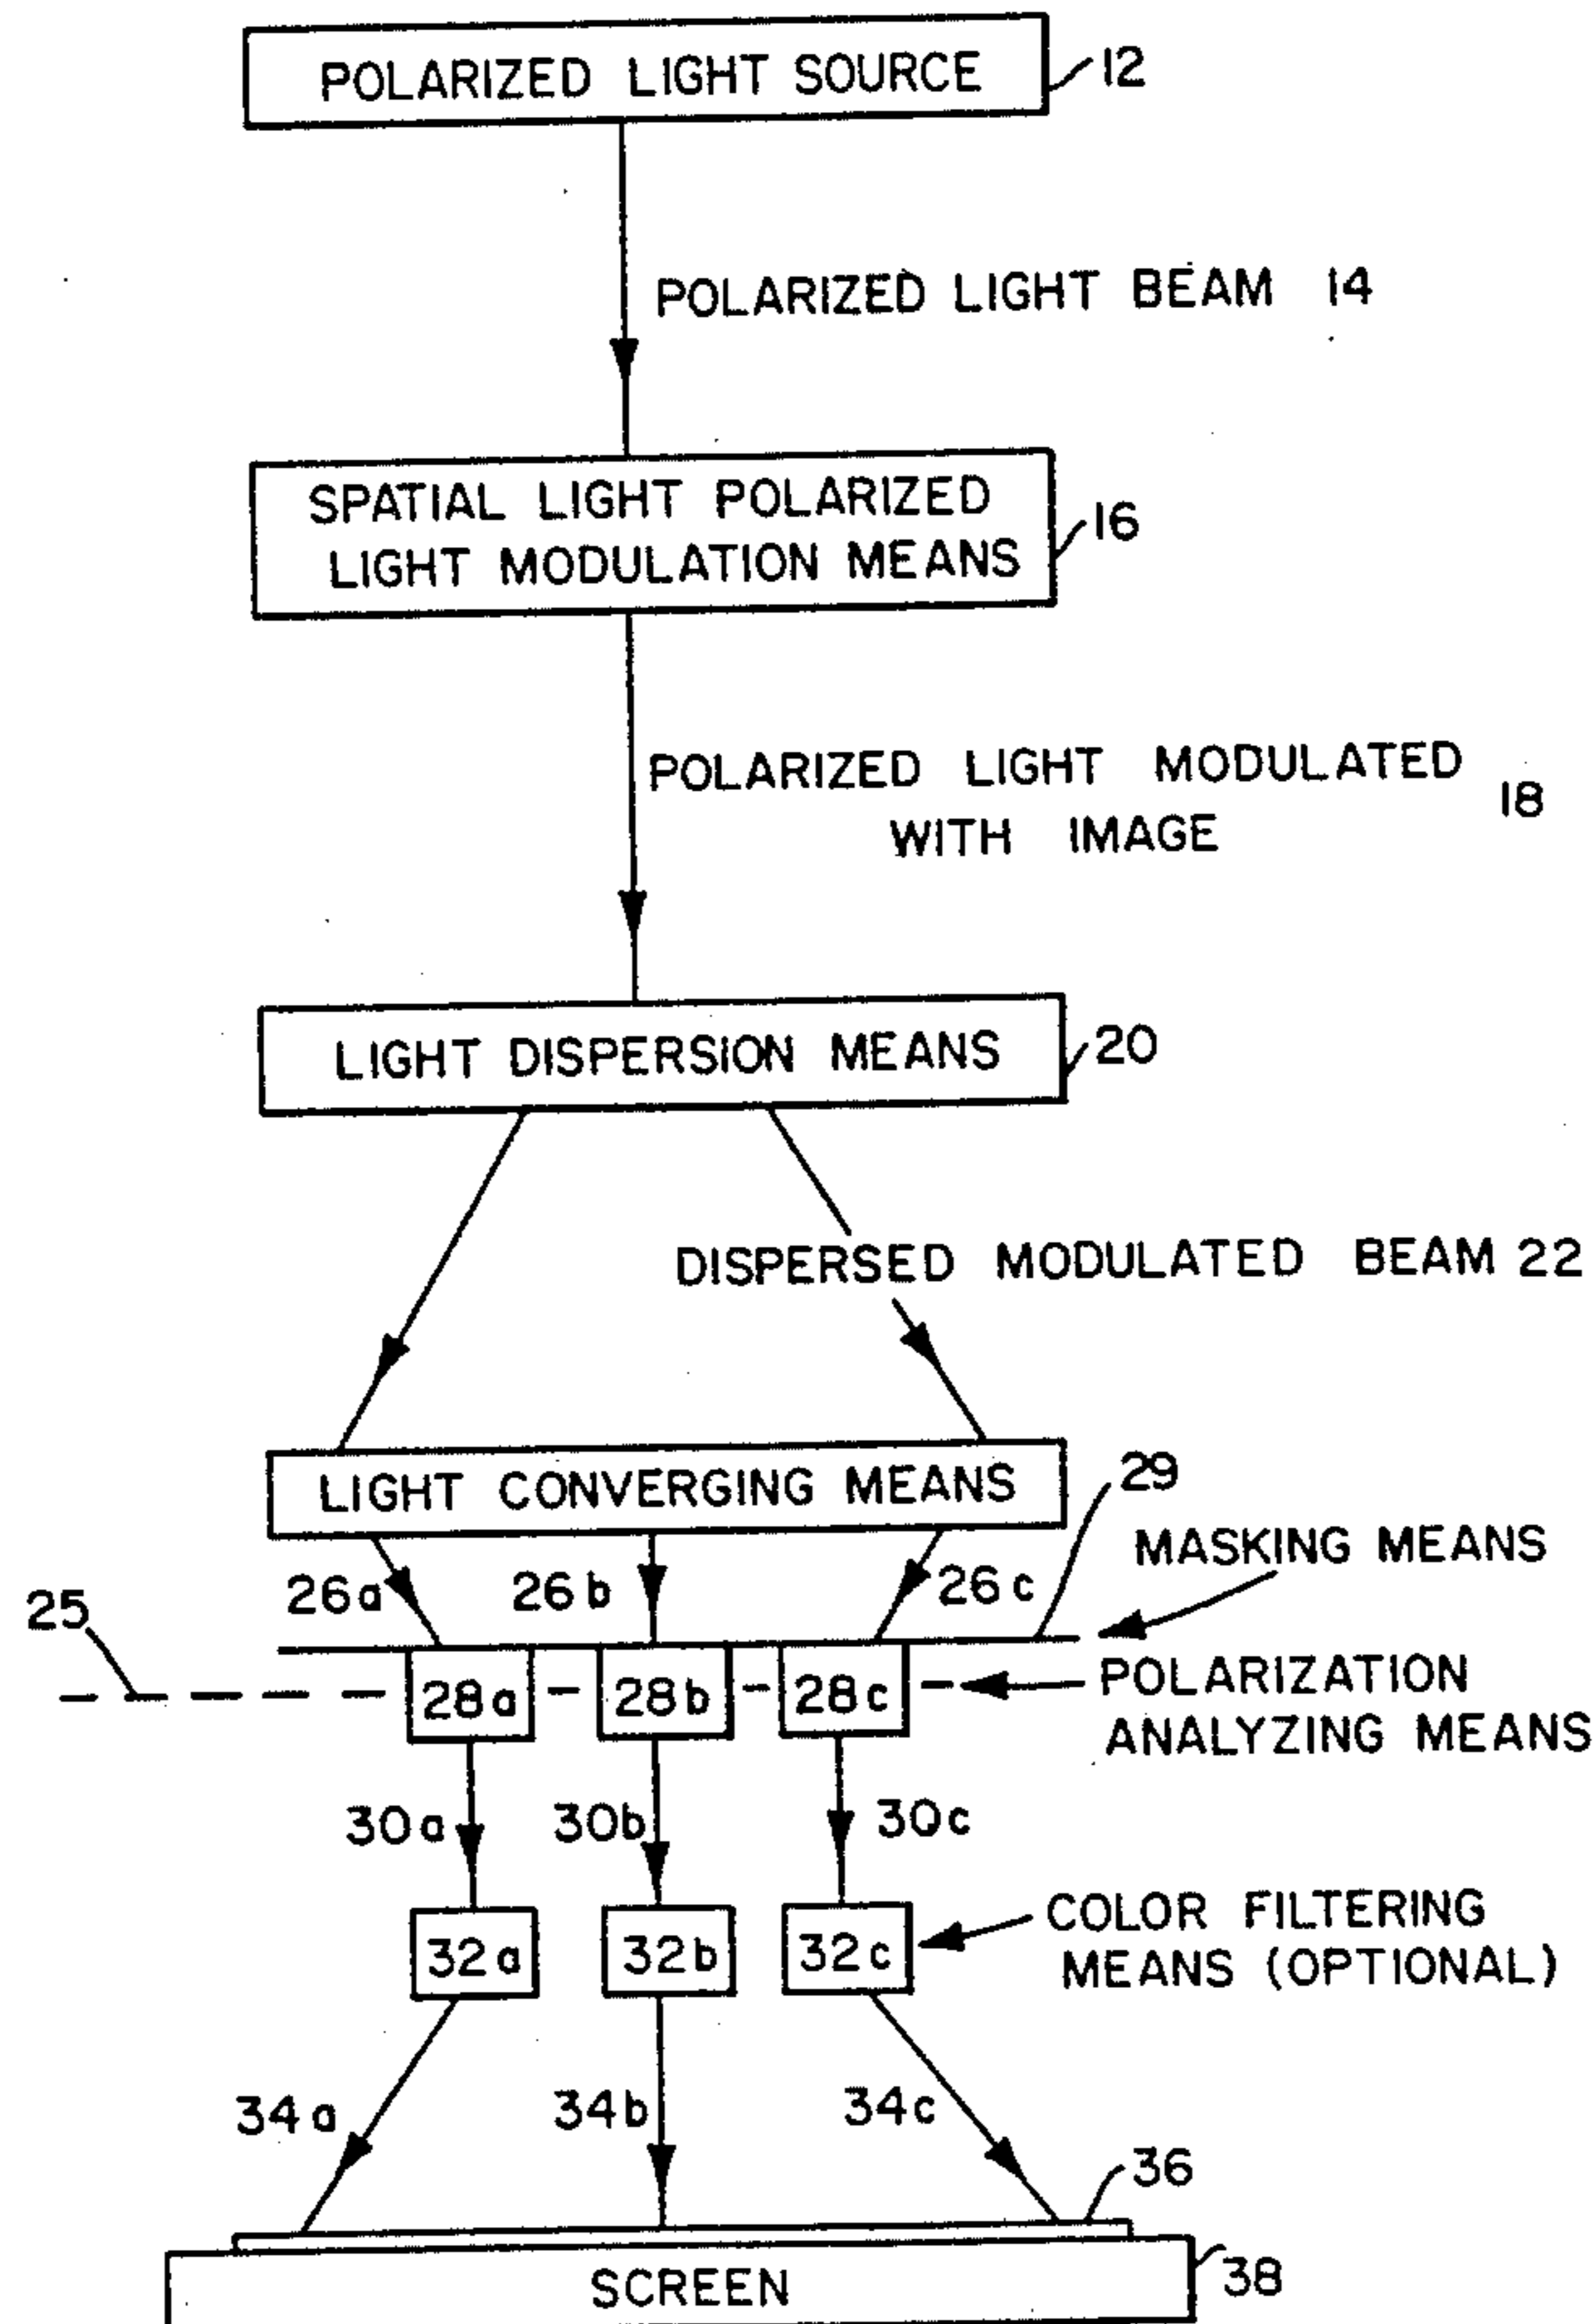 POLARIZED LIGHT SOURCE
12
POLARIZED LIGHT BEAM 14
SPATIAL LIGHT POLARIZED
LIGHT MODULATION MEANS
16
POLARIZED LIGHT MODULATED
WITH IMAGE
18
LIGHT DISPERSION MEANS
20
DISPERSED MODULATED BEAM 22
LIGHT CONVERGING MEANS
29
MASKING MEANS
26a
26b
26c
25
28a
28b
28c
POLARIZATION
ANALYZING MEANS
30a
30b
30c
COLOR FILTERING
MEANS (OPTIONAL)
32a
32b
32c
34a
34b
34c
36
SCREEN
38